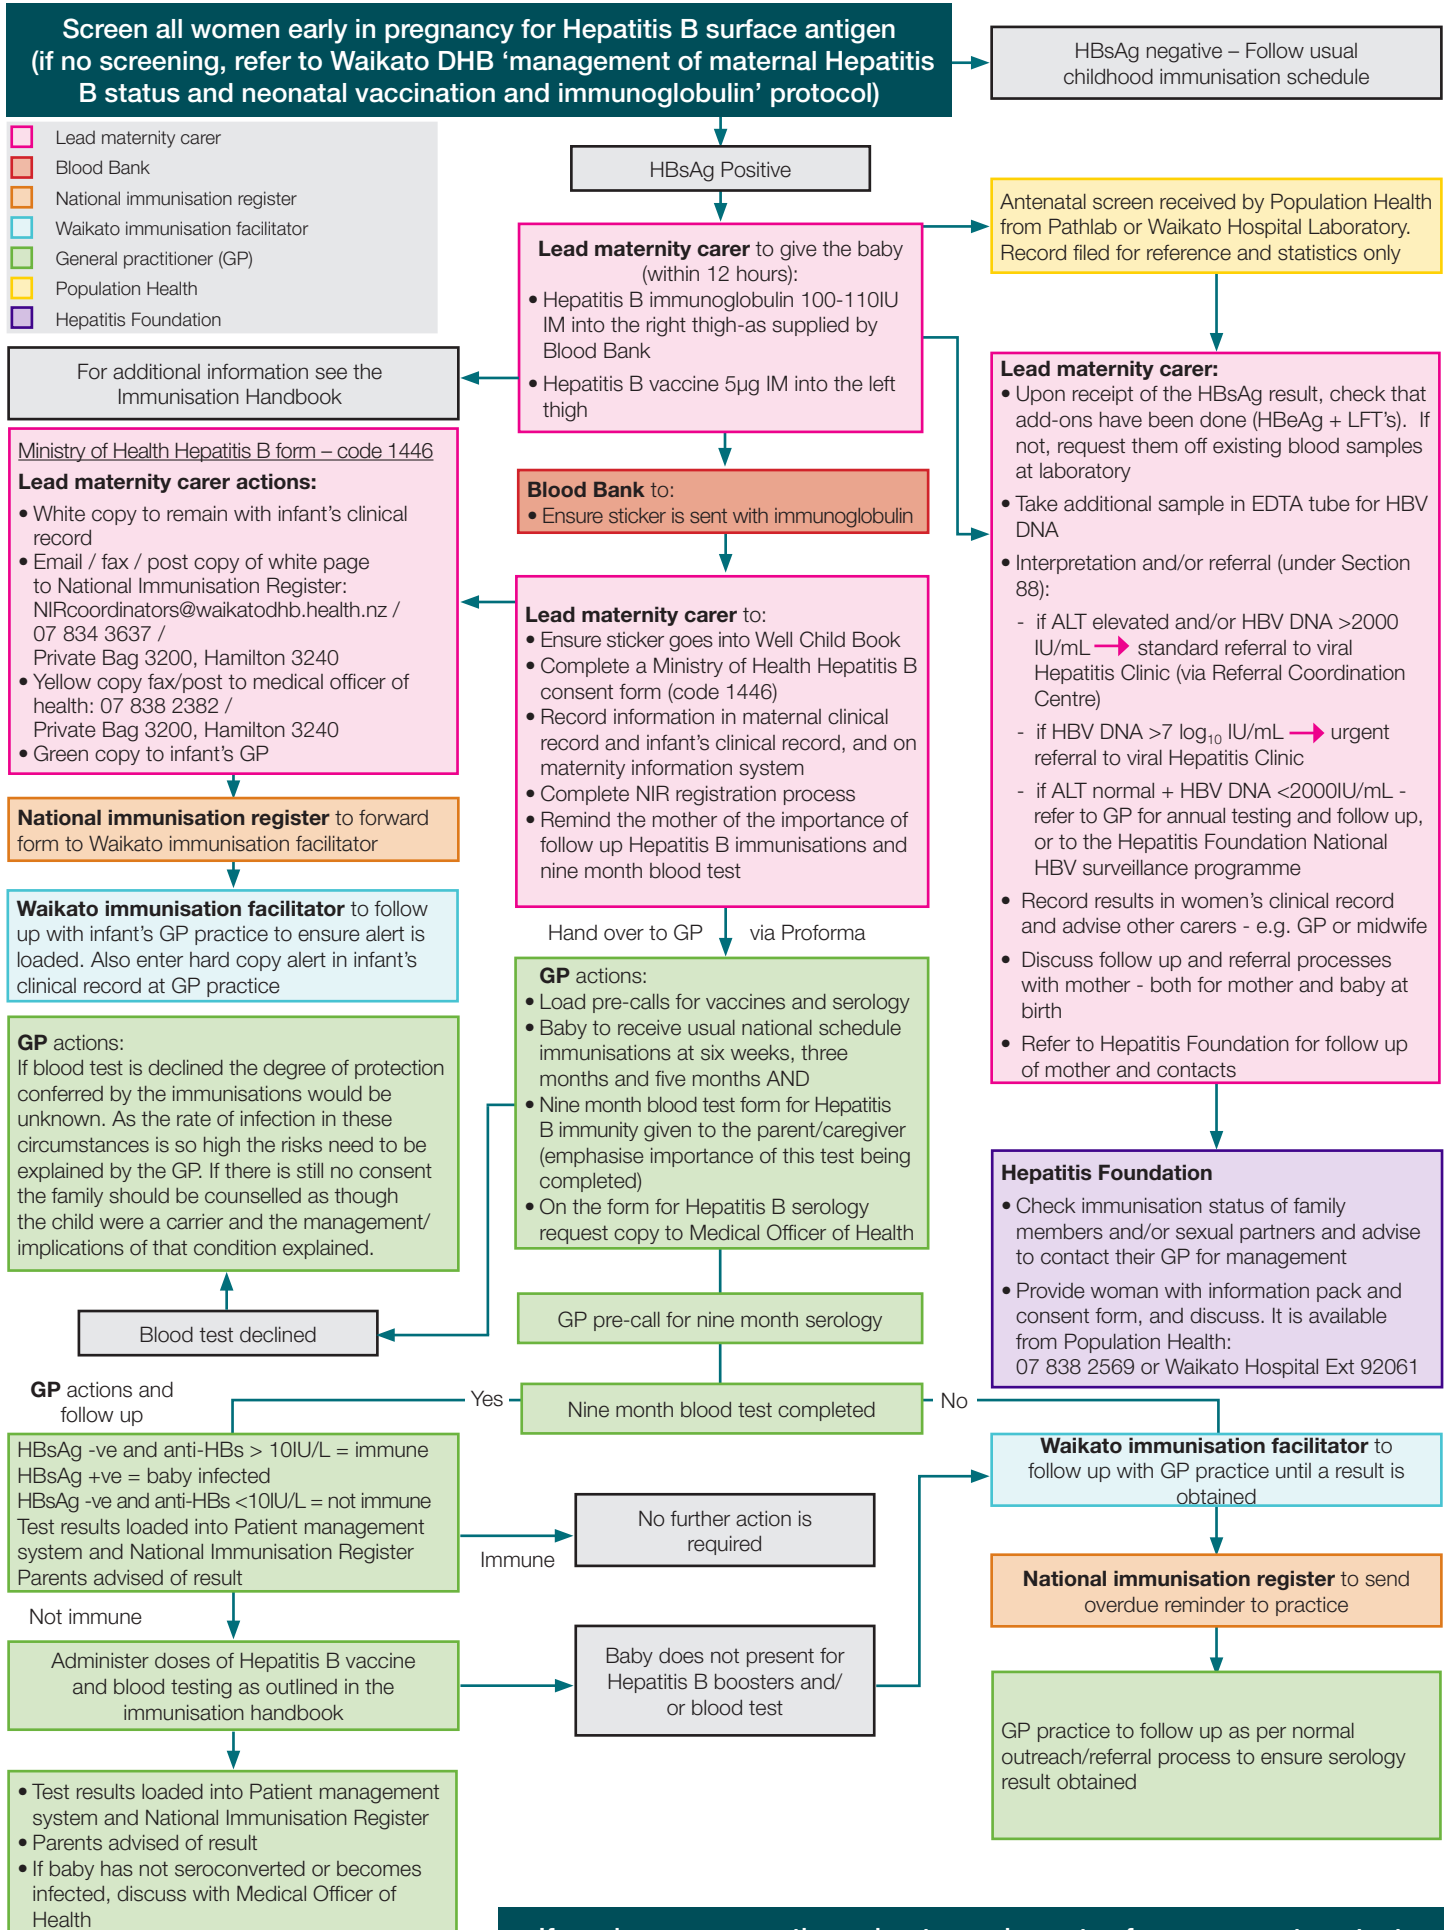 Screen all women early in pregnancy for Hepatitis B surface antigen
(if no screening, refer to Waikato DHB ‘management of maternal Hepatitis
B status and neonatal vaccination and immunoglobulin’ protocol)
HBsAg negative – Follow usual
childhood immunisation schedule
Lead maternity carer
Blood Bank
National immunisation register
Waikato immunisation facilitator
General practitioner (GP)
Population Health
Hepatitis Foundation
HBsAg Positive
Antenatal screen received by Population Health
from Pathlab or Waikato Hospital Laboratory.
Record filed for reference and statistics only
Lead maternity carer to give the baby
(within 12 hours):
• Hepatitis B immunoglobulin 100-110IU
IM into the right thigh-as supplied by
Blood Bank
• Hepatitis B vaccine 5µg IM into the left
thigh
For additional information see the
Immunisation Handbook
Ministry of Health Hepatitis B form – code 1446
Lead maternity carer actions:
• White copy to remain with infant’s clinical
record
• Email / fax / post copy of white page
to National Immunisation Register:
NIRcoordinators@waikatodhb.health.nz /
07 834 3637 /
Private Bag 3200, Hamilton 3240
• Yellow copy fax/post to medical officer of
health: 07 838 2382 /
Private Bag 3200, Hamilton 3240
• Green copy to infant’s GP
Blood Bank to:
• Ensure sticker is sent with immunoglobulin
Lead maternity carer to:
• Ensure sticker goes into Well Child Book
• Complete a Ministry of Health Hepatitis B
consent form (code 1446)
• Record information in maternal clinical
record and infant’s clinical record, and on
maternity information system
• Complete NIR registration process
• Remind the mother of the importance of
follow up Hepatitis B immunisations and
nine month blood test
Lead maternity carer:
• Upon receipt of the HBsAg result, check that
add-ons have been done (HBeAg + LFT’s). If
not, request them off existing blood samples
at laboratory
• Take additional sample in EDTA tube for HBV
DNA
• Interpretation and/or referral (under Section
88):
- if ALT elevated and/or HBV DNA >2000
IU/mL → standard referral to viral
Hepatitis Clinic (via Referral Coordination
Centre)
- if HBV DNA >7 log10 IU/mL → urgent
referral to viral Hepatitis Clinic
- if ALT normal + HBV DNA <2000IU/mL -
refer to GP for annual testing and follow up,
or to the Hepatitis Foundation National
HBV surveillance programme
• Record results in women’s clinical record
and advise other carers - e.g. GP or midwife
• Discuss follow up and referral processes
with mother - both for mother and baby at
birth
• Refer to Hepatitis Foundation for follow up
of mother and contacts
National immunisation register to forward
form to Waikato immunisation facilitator
Waikato immunisation facilitator to follow
up with infant’s GP practice to ensure alert is
loaded. Also enter hard copy alert in infant’s
clinical record at GP practice
Hand over to GP via Proforma
GP actions:
• Load pre-calls for vaccines and serology
• Baby to receive usual national schedule
immunisations at six weeks, three
months and five months AND
• Nine month blood test form for Hepatitis
B immunity given to the parent/caregiver
(emphasise importance of this test being
completed)
• On the form for Hepatitis B serology
request copy to Medical Officer of Health
GP actions:
If blood test is declined the degree of protection
conferred by the immunisations would be
unknown. As the rate of infection in these
circumstances is so high the risks need to be
explained by the GP. If there is still no consent
the family should be counselled as though
the child were a carrier and the management/
implications of that condition explained.
Blood test declined
Hepatitis Foundation
• Check immunisation status of family
members and/or sexual partners and advise
to contact their GP for management
• Provide woman with information pack and
consent form, and discuss. It is available
from Population Health:
07 838 2569 or Waikato Hospital Ext 92061
GP pre-call for nine month serology
GP actions and
follow up
Yes
Nine month blood test completed
No
HBsAg -ve and anti-HBs > 10IU/L = immune
HBsAg +ve = baby infected
HBsAg -ve and anti-HBs <10IU/L = not immune
Test results loaded into Patient management
system and National Immunisation Register
Parents advised of result
Immune
No further action is
required
Waikato immunisation facilitator to
follow up with GP practice until a result is
obtained
National immunisation register to send
overdue reminder to practice
Not immune
Administer doses of Hepatitis B vaccine
and blood testing as outlined in the
immunisation handbook
Baby does not present for
Hepatitis B boosters and/
or blood test
GP practice to follow up as per normal
outreach/referral process to ensure serology
result obtained
• Test results loaded into Patient management
system and National Immunisation Register
• Parents advised of result
• If baby has not seroconverted or becomes
infected, discuss with Medical Officer of
Health